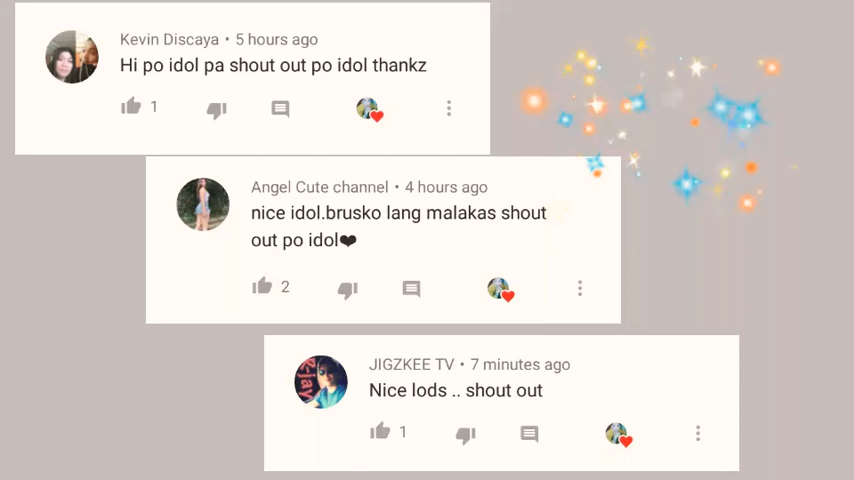 Kevin Discaya • 5 hours ago
Hi po idol pa shout out po idol thankz
1
Angel Cute channel • 4 hours ago
nice idol.brusko lang malakas shout
out po idol❤
2
JIGZKEE TV • 7 minutes ago
Nice lods .. shout out
1